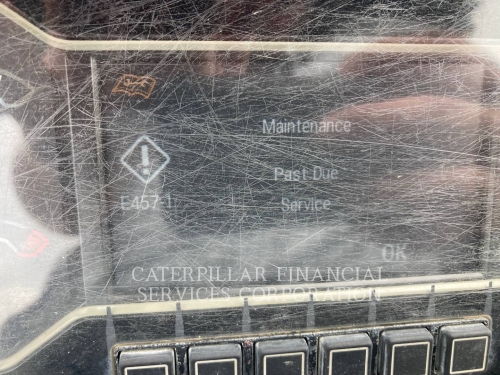 Maintenance
Past Due
E457-1
Service
OK
CATERPILLAR FINANCIAL
SERVICES CORPORATION